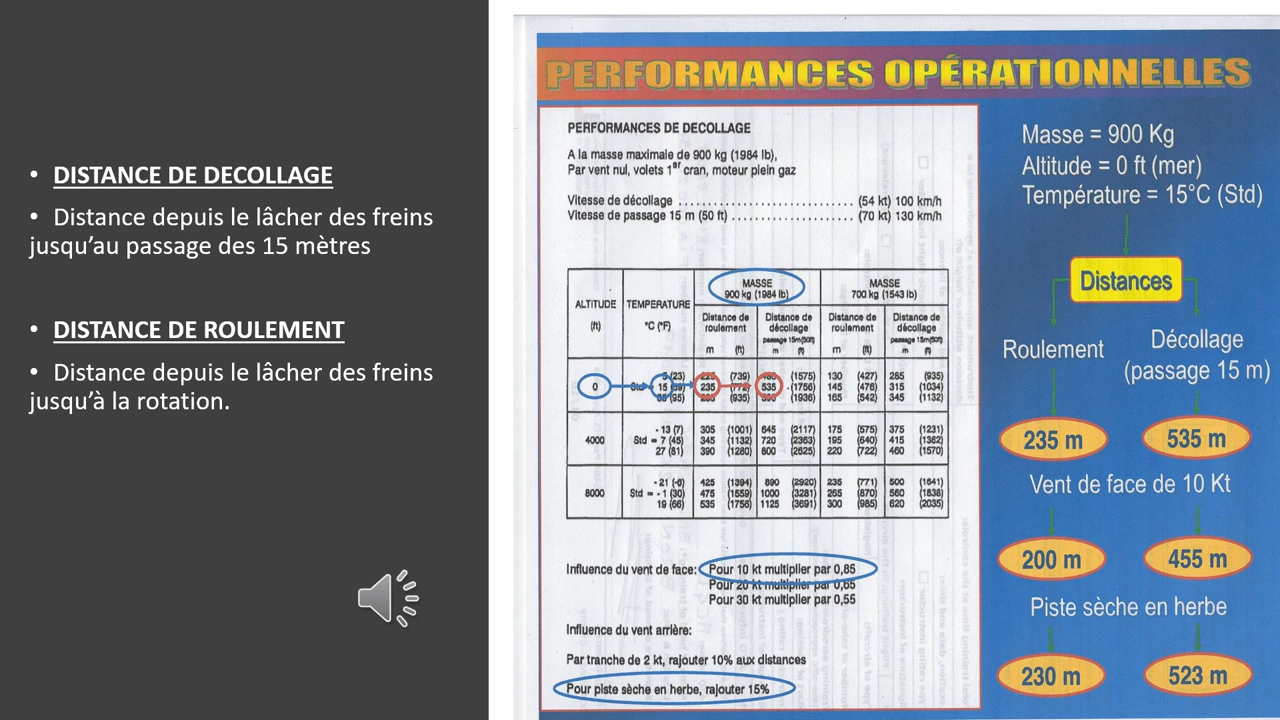 • DISTANCE DE DECOLLAGE
• Distance depuis le lâcher des freins
jusqu'au passage des 15 mètres
• DISTANCE DE ROULEMENT
• Distance depuis le lâcher des freins
jusqu'à la rotation.
PERFORMANCES OPÉRATIONNELLES
PERFORMANCES DE DECOLLAGE
A la masse maximale de 900 kg (1984 lb),
Par vent nul, volets 1er cran, moteur plein gaz
Vitesse de décollage (54 kt) 100 km/h
Vitesse de passage 15 m (50 ft) (70 kt) 130 km/h
ALTITUDE (ft) TEMPERATURE °C (°F) MASSE 900 kg (1984 lb) MASSE 700 kg (1543 lb)
Distance de roulement m (ft) Distance de décollage passage 15m(50ft) m (ft) Distance de roulement m (ft) Distance de décollage passage 15m(50ft) m (ft)
(23) (739) (1575) 130 (427) 285 (935)
0 Std = 15 (59) 235 535 (1756) 145 (476) 315 (1034)
(95) (935) (1936) 165 (542) 345 (1132)
- 13 (7) 305 (1001) 645 (2117) 175 (575) 375 (1231)
4000 Std = 7 (45) 345 (1132) 720 (2363) 195 (640) 415 (1362)
27 (81) 390 (1280) 800 (2625) 220 (722) 460 (1570)
- 21 (-6) 425 (1394) 890 (2920) 235 (771) 500 (1641)
8000 Std = - 1 (30) 475 (1559) 1000 (3281) 265 (870) 560 (1838)
19 (66) 535 (1756) 1125 (3691) 300 (985) 620 (2035)
Influence du vent de face: Pour 10 kt multiplier par 0,85
Pour 20 kt multiplier par 0,65
Pour 30 kt multiplier par 0,55
Influence du vent arrière:
Par tranche de 2 kt, rajouter 10% aux distances
Pour piste sèche en herbe, rajouter 15%
Masse = 900 Kg
Altitude = 0 ft (mer)
Température = 15°C (Std)
Distances
Roulement
Décollage
(passage 15 m)
235 m 535 m
Vent de face de 10 Kt
200 m 455 m
Piste sèche en herbe
230 m 523 m